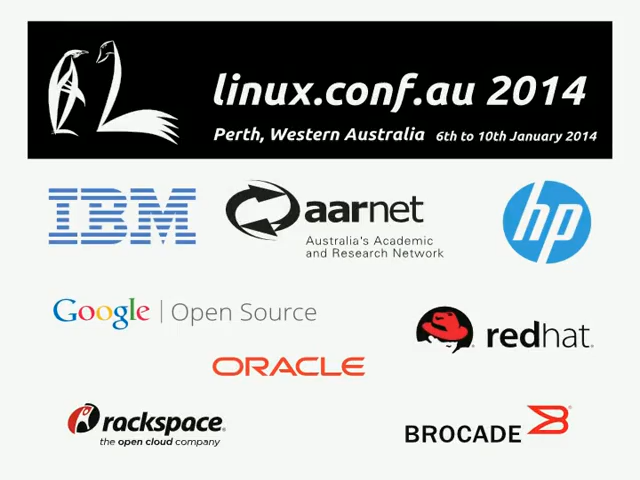 linux.conf.au 2014
Perth, Western Australia 6th to 10th January 2014
IBM
aarnet
Australia's Academic
and Research Network
hp
Google | Open Source
redhat.
ORACLE
rackspace®
the open cloud company
BROCADE